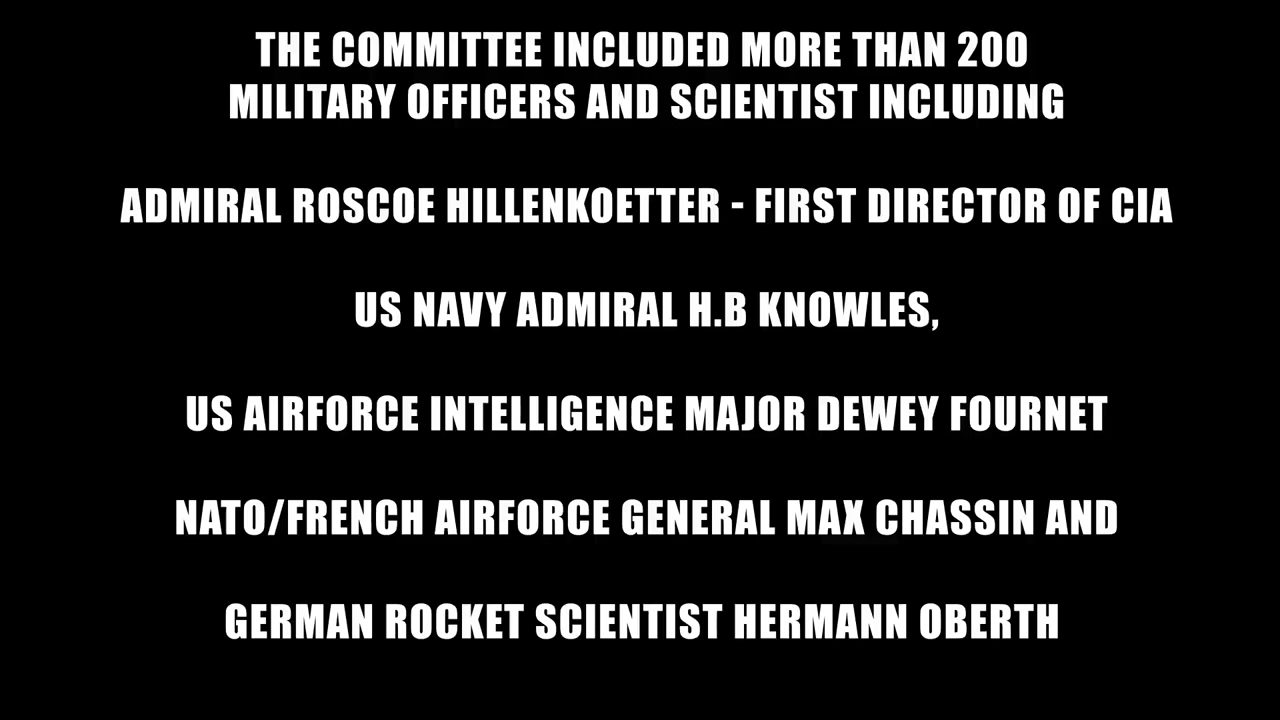 THE COMMITTEE INCLUDED MORE THAN 200
MILITARY OFFICERS AND SCIENTIST INCLUDING
ADMIRAL ROSCOE HILLENKOETTER - FIRST DIRECTOR OF CIA
US NAVY ADMIRAL H.B KNOWLES,
US AIRFORCE INTELLIGENCE MAJOR DEWEY FOURNET
NATO/FRENCH AIRFORCE GENERAL MAX CHASSIN AND
GERMAN ROCKET SCIENTIST HERMANN OBERTH